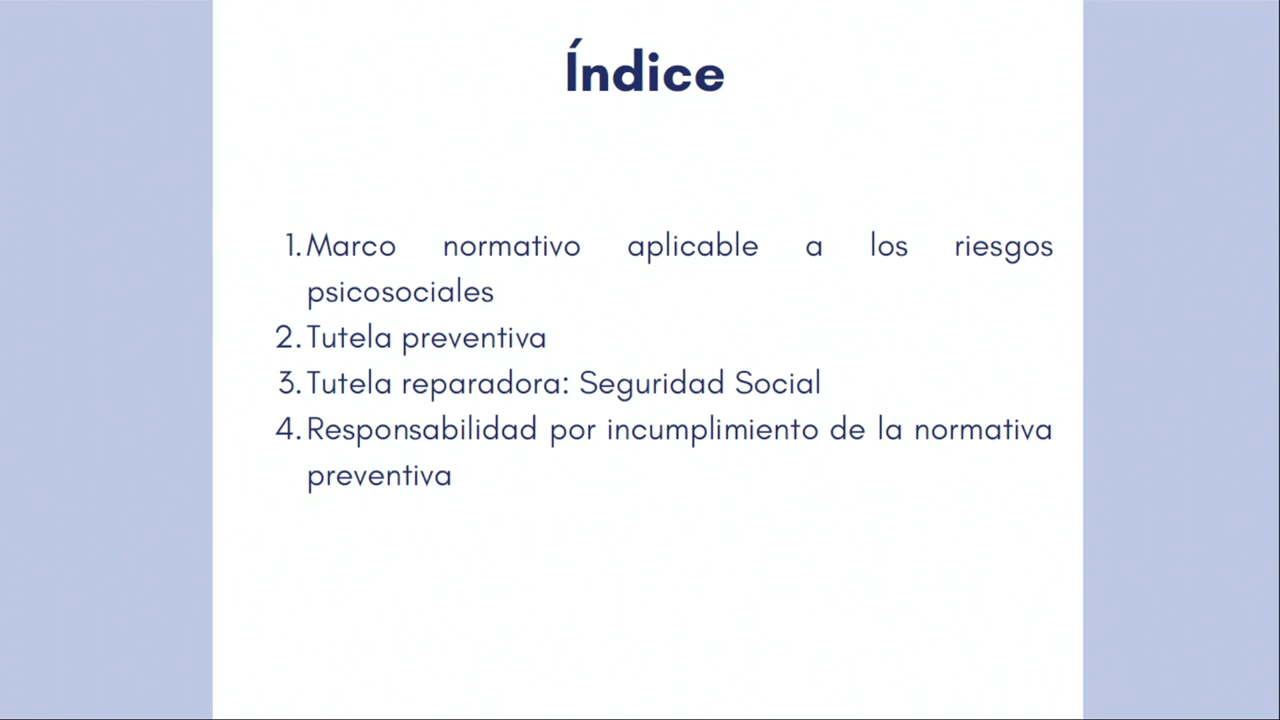 Índice
1. Marco normativo aplicable a los riesgos
psicosociales
2. Tutela preventiva
3. Tutela reparadora: Seguridad Social
4. Responsabilidad por incumplimiento de la normativa
preventiva